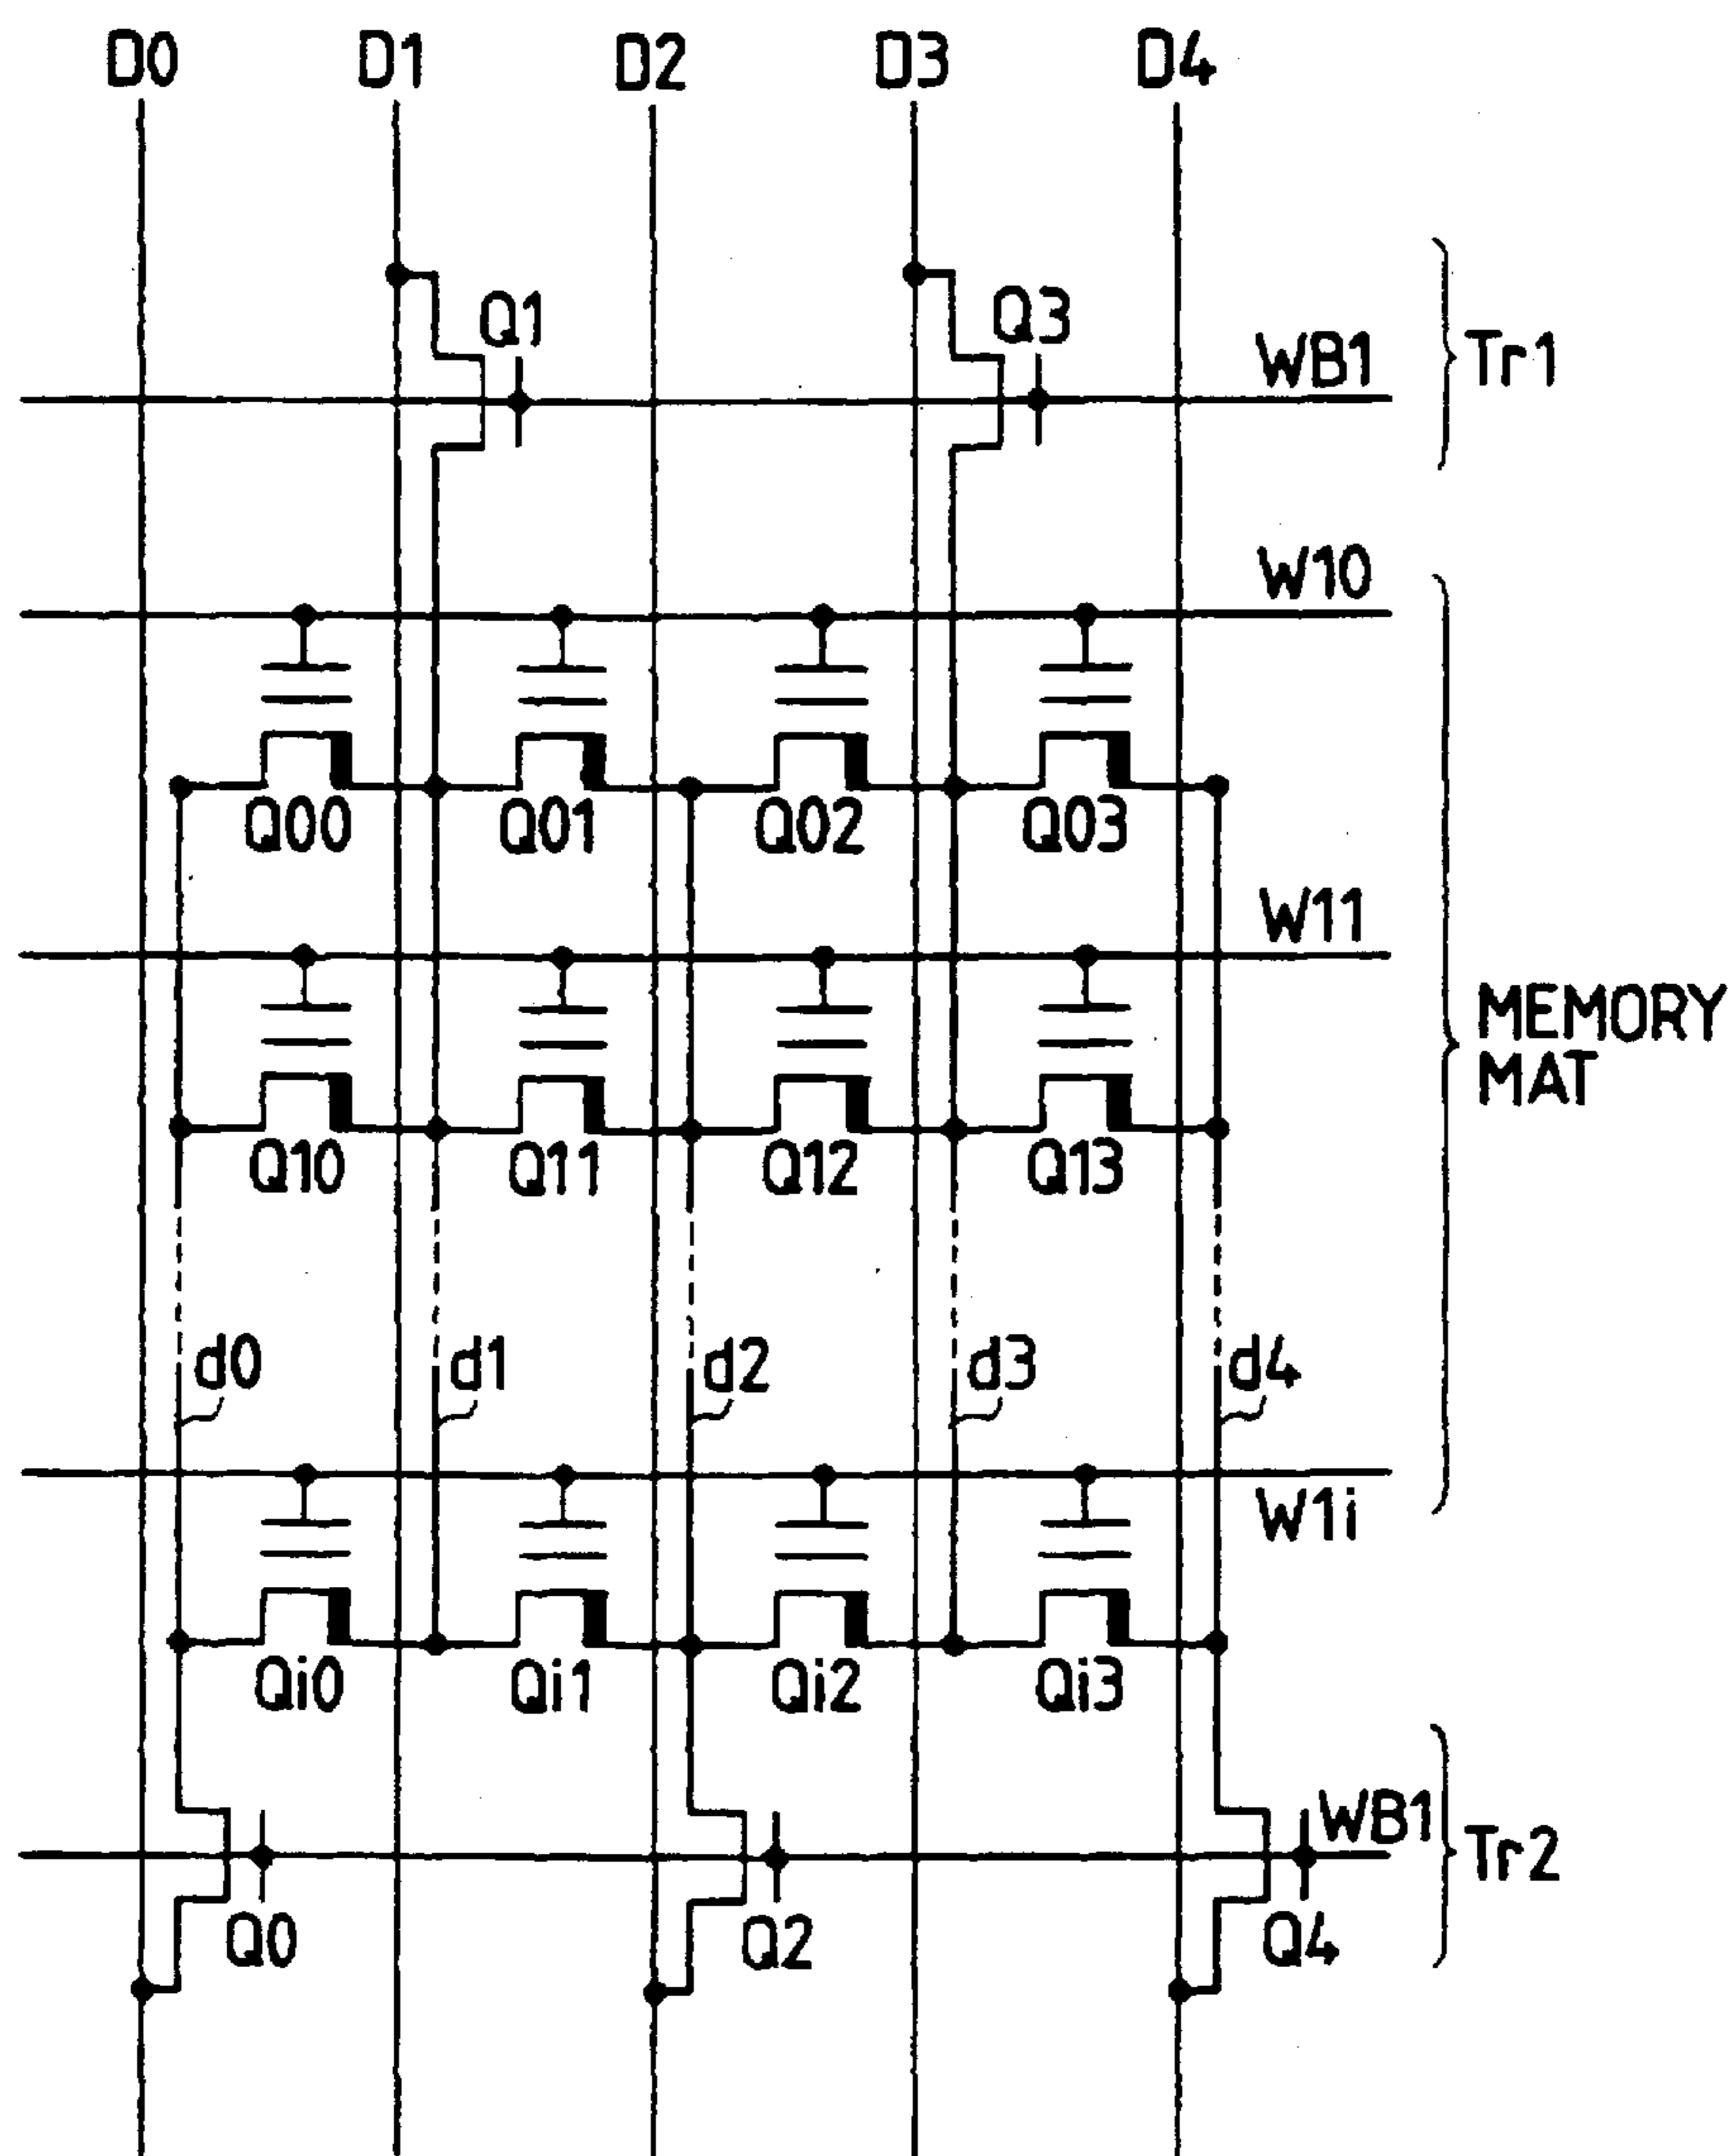 D0 D1 D2 D3 D4
Q1 Q3
WB1 Tr1
W10
Q00 Q01 Q02 Q03
W11
MEMORY
MAT
Q10 Q11 Q12 Q13
d0 d1 d2 d3 d4
W1i
Qi0 Qi1 Qi2 Qi3
WB1 Tr2
Q0 Q2 Q4